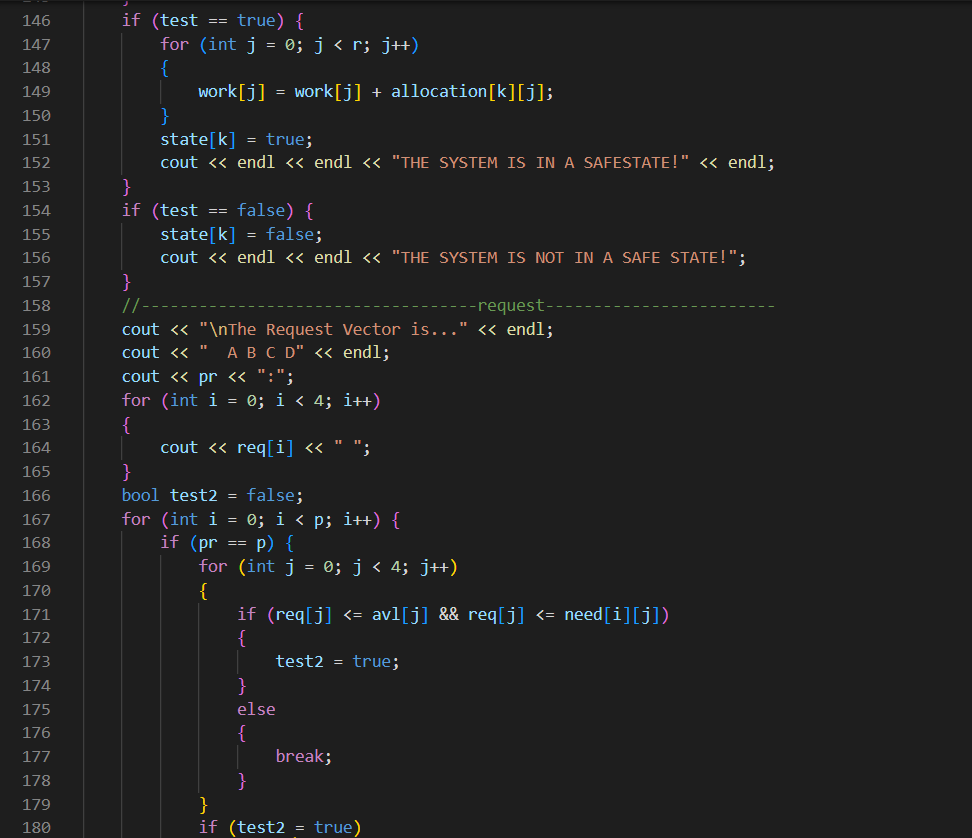 146 if (test == true) {
147 for (int j = 0; j < r; j++)
148 {
149 work[j] = work[j] + allocation[k][j];
150 }
151 state[k] = true;
152 cout << endl << endl << "THE SYSTEM IS IN A SAFESTATE!" << endl;
153 }
154 if (test == false) {
155 state[k] = false;
156 cout << endl << endl << "THE SYSTEM IS NOT IN A SAFE STATE!";
157 }
158 //-----------------------------------request------------------------
159 cout << "\nThe Request Vector is..." << endl;
160 cout << "  A B C D" << endl;
161 cout << pr << ":";
162 for (int i = 0; i < 4; i++)
163 {
164 cout << req[i] << " ";
165 }
166 bool test2 = false;
167 for (int i = 0; i < p; i++) {
168 if (pr == p) {
169 for (int j = 0; j < 4; j++)
170 {
171 if (req[j] <= avl[j] && req[j] <= need[i][j])
172 {
173 test2 = true;
174 }
175 else
176 {
177 break;
178 }
179 }
180 if (test2 = true)